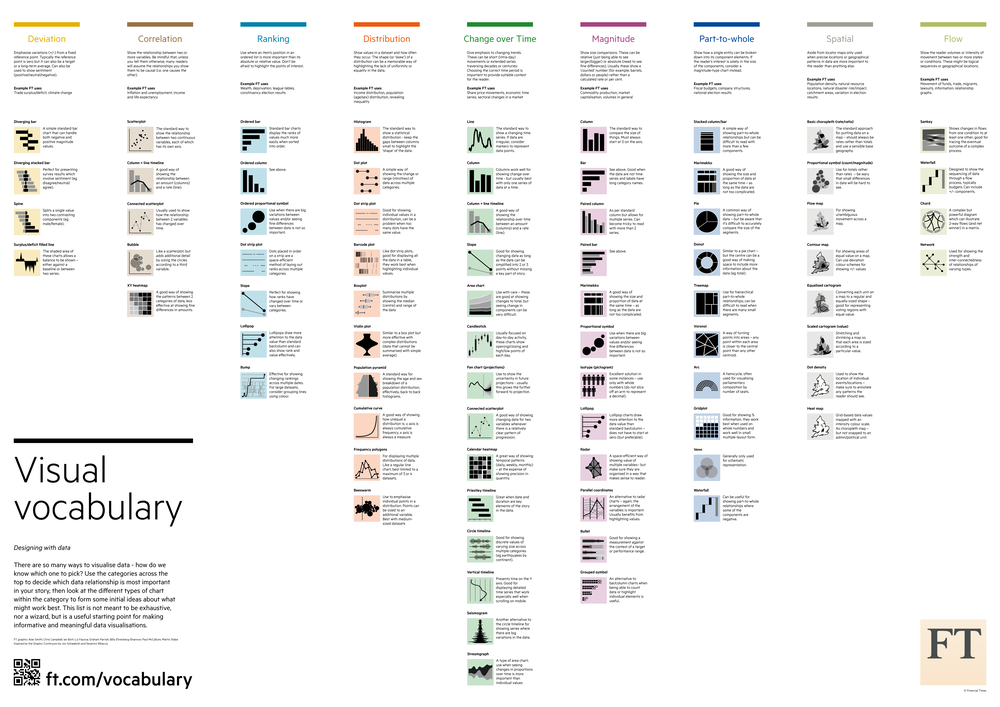 Deviation
Emphasise variations (+/-) from a fixed
reference point. Typically the reference
point is zero but it can also be a target
or a long-term average. Can also be
used to show sentiment
(positive/neutral/negative).
Example FT uses
Trade surplus/deficit, climate change
Diverging bar
A simple standard bar
chart that can handle
both negative and
positive magnitude
values.
Diverging stacked bar
Perfect for presenting
survey results which
involve sentiment (eg
disagree/neutral/
agree).
Spine
Splits a single value
into two contrasting
components (eg
male/female).
Surplus/deficit filled line
The shaded area of
these charts allows a
balance to be shown –
either against a
baseline or between
two series.
Correlation
Show the relationship between two or
more variables. Be mindful that, unless
you tell them otherwise, many readers
will assume the relationships you show
them to be causal (i.e. one causes the
other).
Example FT uses
Inflation and unemployment, income
and life expectancy
Scatterplot
The standard way to
show the relationship
between two continuous
variables, each of which
has its own axis.
Column + line timeline
A good way of
showing the
relationship between
an amount (columns)
and a rate (line).
Connected scatterplot
Usually used to show
how the relationship
between 2 variables
has changed over
time.
Bubble
Like a scatterplot, but
adds additional detail
by sizing the circles
according to a third
variable.
XY heatmap
A good way of showing
the patterns between 2
categories of data, less
effective at showing fine
differences in amounts.
Ranking
Use where an item's position in an
ordered list is more important than its
absolute or relative value. Don't be
afraid to highlight the points of interest.
Example FT uses
Wealth, deprivation, league tables,
constituency election results
Ordered bar
Standard bar charts
display the ranks of
values much more
easily when sorted
into order.
Ordered column
See above.
Ordered proportional symbol
Use when there are big
variations between
values and/or seeing
fine differences
between data is not so
important.
Dot strip plot
Dots placed in order
on a strip are a
space-efficient
method of laying out
ranks across multiple
categories.
Slope
Perfect for showing
how ranks have
changed over time or
vary between
categories.
Lollipop
Lollipops draw more
attention to the data
value than standard
bar/column and can
also show rank and
value effectively.
Bump
Effective for showing
changing rankings
across multiple dates.
For large datasets,
consider grouping lines
using colour.
Distribution
Show values in a dataset and how often
they occur. The shape (or 'skew') of a
distribution can be a memorable way of
highlighting the lack of uniformity or
equality in the data.
Example FT uses
Income distribution, population
(age/sex) distribution, revealing
inequality
Histogram
The standard way to
show a statistical
distribution - keep the
gaps between columns
small to highlight the
'shape' of the data.
Dot plot
A simple way of
showing the change or
range (min/max) of
data across multiple
categories.
Dot strip plot
Good for showing
individual values in a
distribution, can be a
problem when too
many dots have the
same value.
Barcode plot
Like dot strip plots,
good for displaying all
the data in a table,
they work best when
highlighting individual
values.
Boxplot
Summarise multiple
distributions by
showing the median
(centre) and range of
the data
Violin plot
Similar to a box plot but
more effective with
complex distributions
(data that cannot be
summarised with simple
average).
Population pyramid
A standard way for
showing the age and sex
breakdown of a
population distribution;
effectively, back to back
histograms.
Cumulative curve
A good way of showing
how unequal a
distribution is: y axis is
always cumulative
frequency, x axis is
always a measure.
Frequency polygons
For displaying multiple
distributions of data.
Like a regular line
chart, best limited to a
maximum of 3 or 4
datasets.
Beeswarm
Use to emphasise
individual points in a
distribution. Points can
be sized to an
additional variable.
Best with medium-
sized datasets.
Change over Time
Give emphasis to changing trends.
These can be short (intra-day)
movements or extended series
traversing decades or centuries:
Choosing the correct time period is
important to provide suitable context
for the reader.
Example FT uses
Share price movements, economic time
series, sectoral changes in a market
Line
The standard way to
show a changing time
series. If data are
irregular, consider
markers to represent
data points.
Column
Columns work well for
showing change over
time - but usually best
with only one series of
data at a time.
Column + line timeline
A good way of
showing the
relationship over time
between an amount
(columns) and a rate
(line).
Slope
Good for showing
changing data as long
as the data can be
simplified into 2 or 3
points without missing
a key part of story.
Area chart
Use with care – these
are good at showing
changes to total, but
seeing change in
components can be
very difficult.
Candlestick
Usually focused on
day-to-day activity,
these charts show
opening/closing and
high/low points of
each day.
Fan chart (projections)
Use to show the
uncertainty in future
projections - usually
this grows the further
forward to projection.
Connected scatterplot
A good way of showing
changing data for two
variables whenever
there is a relatively
clear pattern of
progression.
Calendar heatmap
A great way of showing
temporal patterns
(daily, weekly, monthly)
– at the expense of
showing precision in
quantity.
Priestley timeline
Great when date and
duration are key
elements of the story
in the data.
Circle timeline
Good for showing
discrete values of
varying size across
multiple categories
(eg earthquakes by
continent).
Vertical timeline
Presents time on the Y
axis. Good for
displaying detailed
time series that work
especially well when
scrolling on mobile.
Seismogram
Another alternative to
the circle timeline for
showing series where
there are big
variations in the data.
Streamgraph
A type of area chart;
use when seeing
changes in proportions
over time is more
important than
individual values.
Magnitude
Show size comparisons. These can be
relative (just being able to see
larger/bigger) or absolute (need to see
fine differences). Usually these show a
'counted' number (for example, barrels,
dollars or people) rather than a
calculated rate or per cent.
Example FT uses
Commodity production, market
capitalisation, volumes in general
Column
The standard way to
compare the size of
things. Must always
start at 0 on the axis.
Bar
See above. Good when
the data are not time
series and labels have
long category names.
Paired column
As per standard
column but allows for
multiple series. Can
become tricky to read
with more than 2
series.
Paired bar
See above.
Marimekko
A good way of showing
the size and proportion
of data at the same
time – as long as the
data are not too
complicated.
Proportional symbol
Use when there are big
variations between
values and/or seeing
fine differences
between data is not so
important.
Isotype (pictogram)
Excellent solution in
some instances – use
only with whole
numbers (do not slice
off an arm to represent
a decimal).
Lollipop
Lollipop charts draw
more attention to the
data value than
standard bar/column –
does not have to start
at zero (but preferable).
Radar
A space-efficient way of
showing value of
multiple variables– but
make sure they are
organised in a way that
makes sense to reader.
Parallel coordinates
An alternative to radar
charts – again, the
arrangement of the
variables is important.
Usually benefits from
highlighting values.
Bullet
Good for showing a
measurement against
the context of a target
or performance range.
Grouped symbol
An alternative to
bar/column charts when
being able to count
data or highlight
individual elements is
useful.
Part-to-whole
Show how a single entity can be broken
down into its component elements. If
the reader's interest is solely in the size
of the components, consider a
magnitude-type chart instead.
Example FT uses
Fiscal budgets, company structures,
national election results
Stacked column/bar
A simple way of
showing part-to-whole
relationships but can be
difficult to read with
more than a few
components.
Marimekko
A good way of showing
the size and proportion
of data at the same
time – as long as the
data are not too
complicated.
Pie
A common way of
showing part-to-whole
data – but be aware that
it's difficult to accurately
compare the size of the
segments.
Donut
Similar to a pie chart –
but the centre can be a
good way of making
space to include more
information about the
data (eg total).
Treemap
Use for hierarchical
part-to-whole
relationships; can be
difficult to read when
there are many small
segments.
Voronoi
A way of turning
points into areas – any
point within each area
is closer to the central
point than any other
centroid.
Arc
A hemicycle, often
used for visualising
parliamentary
composition by
number of seats.
Gridplot
Good for showing %
information, they work
best when used on
whole numbers and
work well in small
multiple-layout form.
Venn
Generally only used
for schematic
representation.
Waterfall
Can be useful for
showing part-to-whole
relationships where
some of the
components are
negative.
Spatial
Aside from locator maps only used
when precise locations or geographical
patterns in data are more important to
the reader than anything else.
Example FT uses
Population density, natural resource
locations, natural disaster risk/impact,
catchment areas, variation in election
results
Basic choropleth (rate/ratio)
The standard approach
for putting data on a
map – should always be
rates rather than totals
and use a sensible base
geography.
Proportional symbol (count/magnitude)
Use for totals rather
than rates – be wary
that small differences
in data will be hard to
see.
Flow map
For showing
unambiguous
movement across a
map.
Contour map
For showing areas of
equal value on a map.
Can use deviation
colour schemes for
showing +/- values
Equalised cartogram
Converting each unit on
a map to a regular and
equally sized shape –
good for representing
voting regions with
equal value.
Scaled cartogram (value)
Stretching and
shrinking a map so
that each area is sized
according to a
particular value.
Dot density
Used to show the
location of individual
events/locations –
make sure to annotate
any patterns the
reader should see.
Heat map
Grid-based data values
mapped with an
intensity colour scale.
As choropleth map –
but not snapped to an
admin/political unit.
Flow
Show the reader volumes or intensity of
movement between two or more states
or conditions. These might be logical
sequences or geographical locations.
Example FT uses
Movement of funds, trade, migrants,
lawsuits, information; relationship
graphs.
Sankey
Shows changes in flows
from one condition to at
least one other; good for
tracing the eventual
outcome of a complex
process.
Waterfall
Designed to show the
sequencing of data
through a flow
process, typically
budgets. Can include
+/- components.
Chord
A complex but
powerful diagram
which can illustrate
2-way flows (and net
winner) in a matrix.
Network
Used for showing the
strength and
inter-connectedness
of relationships of
varying types.
Visual
vocabulary
Designing with data
There are so many ways to visualise data - how do we
know which one to pick? Use the categories across the
top to decide which data relationship is most important
in your story, then look at the different types of chart
within the category to form some initial ideas about what
might work best. This list is not meant to be exhaustive,
nor a wizard, but is a useful starting point for making
informative and meaningful data visualisations.
ft.com/vocabulary
FT
© Financial Times